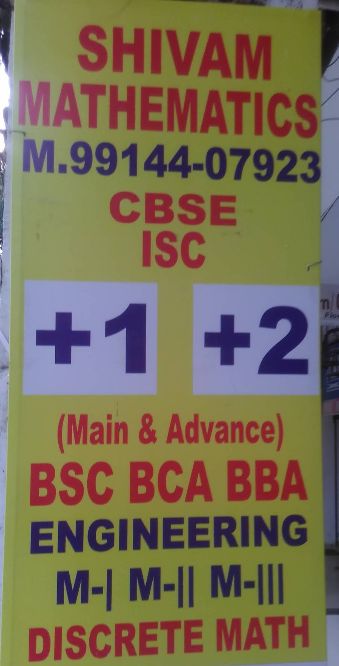 SHIVAM
MATHEMATICS
M.99144-07923
CBSE
ISC
+1 +2
(Main & Advance)
BSC BCA BBA
ENGINEERING
M-| M-|| M-|||
DISCRETE MATH